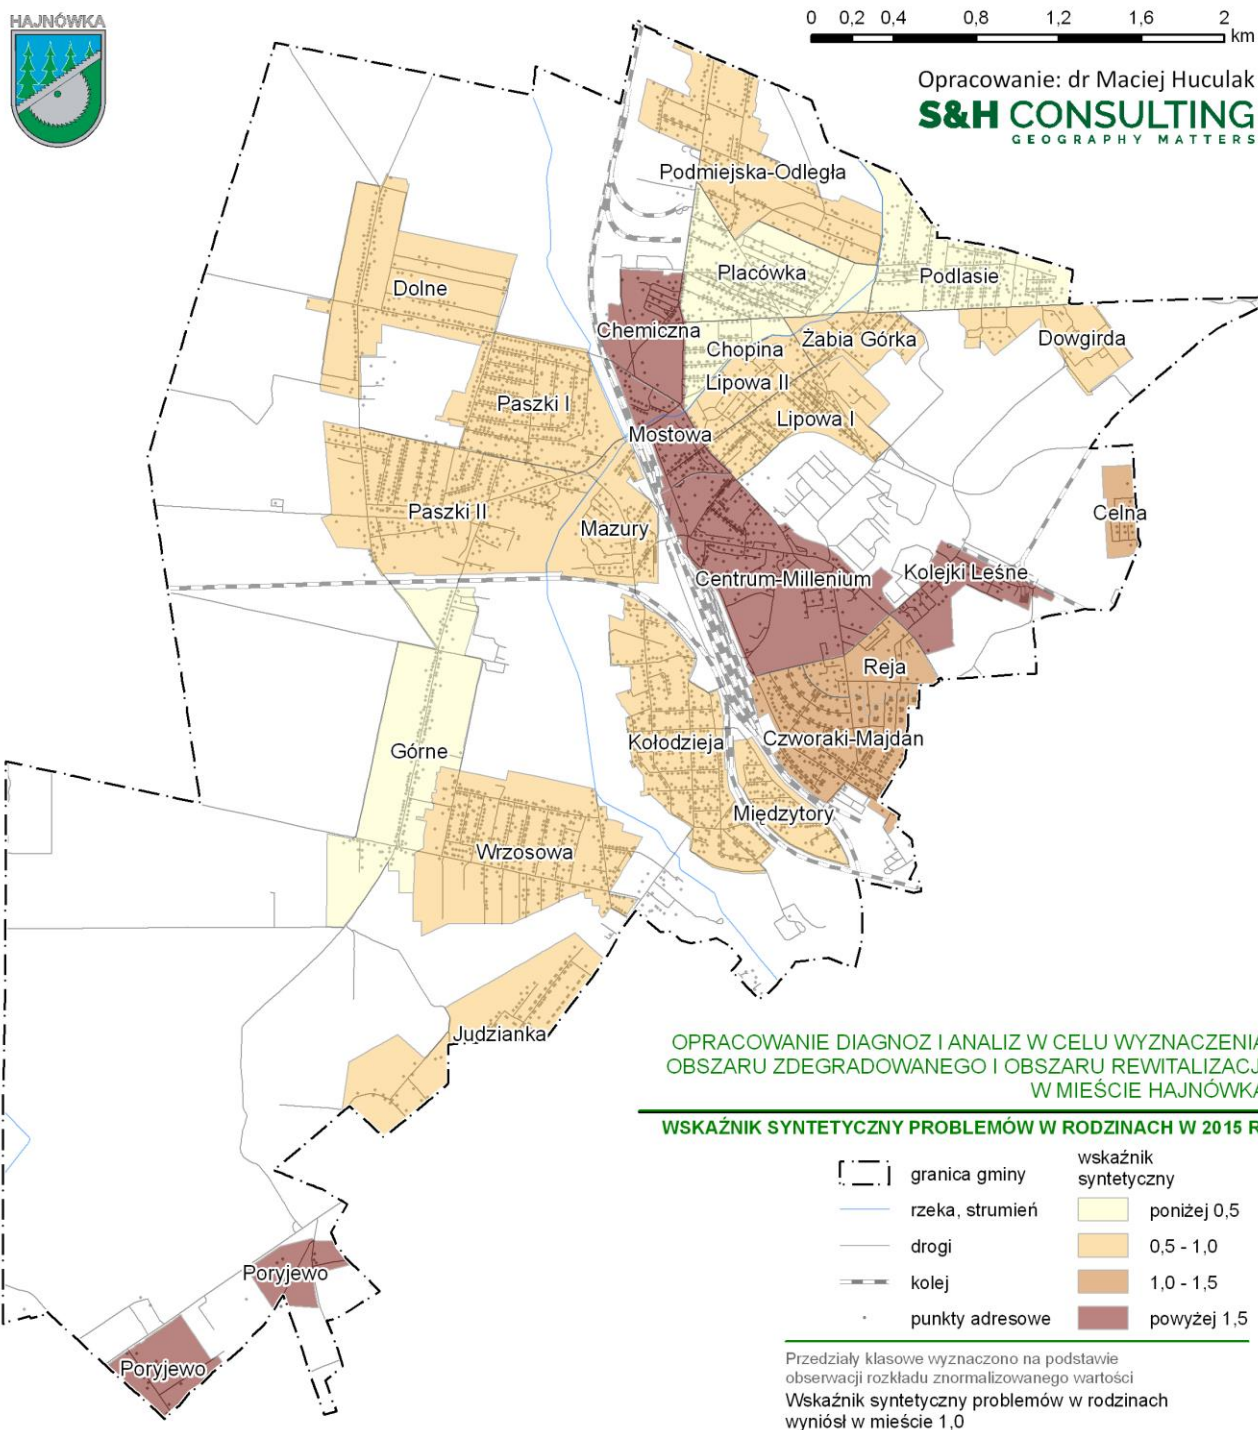 HAJNÓWKA
0 0,2 0,4 0,8 1,2 1,6 2
km
Opracowanie: dr Maciej Huculak
S&H CONSULTING
GEOGRAPHY MATTERS
Podmiejska-Odległa
Placówka
Podlasie
Dolne
Chemiczna
Chopina
Żabia Górka
Dowgirda
Lipowa II
Paszki I
Lipowa I
Mostowa
Paszki II
Mazury
Celna
Centrum-Millenium
Kolejki Leśne
Reja
Kołodzieja
Czworaki-Majdan
Górne
Międzytory
Wrzosowa
Judzianka
Poryjewo
Poryjewo
OPRACOWANIE DIAGNOZ I ANALIZ W CELU WYZNACZENIA
OBSZARU ZDEGRADOWANEGO I OBSZARU REWITALIZACJI
W MIEŚCIE HAJNÓWKA
WSKAŹNIK SYNTETYCZNY PROBLEMÓW W RODZINACH W 2015 R
granica gminy
rzeka, strumień
drogi
kolej
punkty adresowe
wskaźnik
syntetyczny
poniżej 0,5
0,5 - 1,0
1,0 - 1,5
powyżej 1,5
Przedziały klasowe wyznaczono na podstawie
obserwacji rozkładu znormalizowanego wartości
Wskaźnik syntetyczny problemów w rodzinach
wyniósł w mieście 1,0